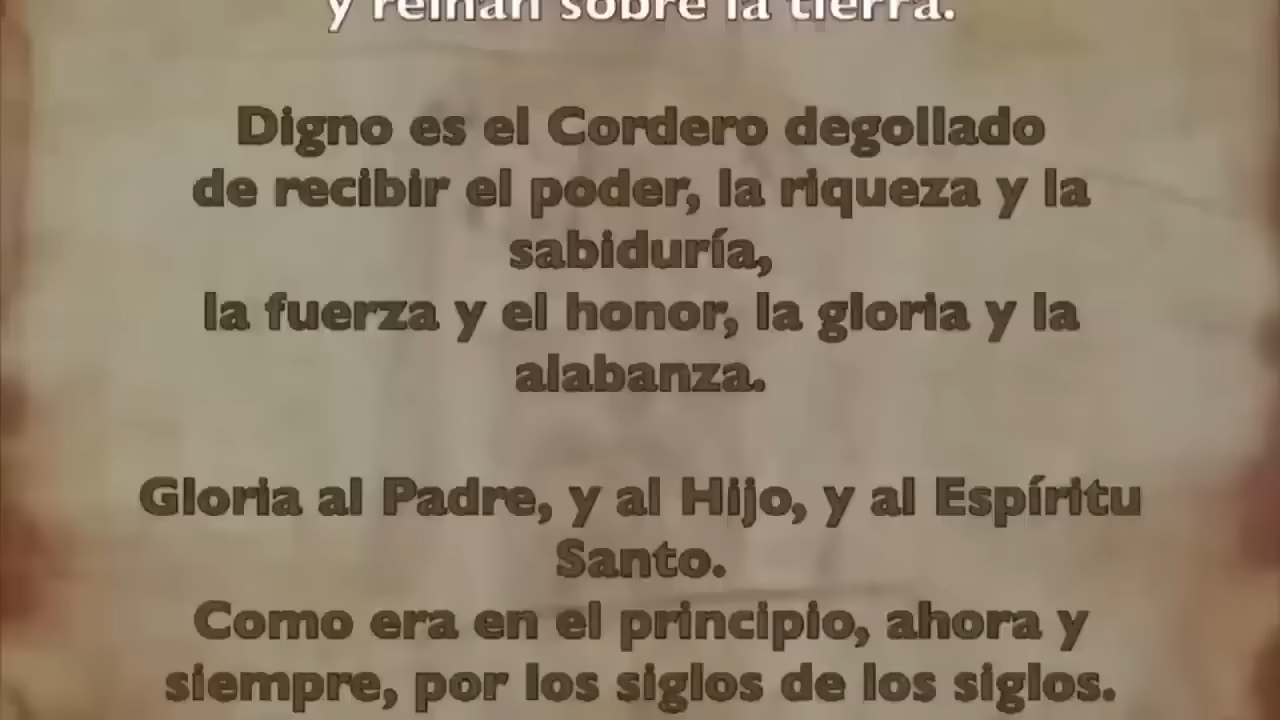 y reinan sobre la tierra.
Digno es el Cordero degollado
de recibir el poder, la riqueza y la
sabiduría,
la fuerza y el honor, la gloria y la
alabanza.
Gloria al Padre, y al Hijo, y al Espíritu
Santo.
Como era en el principio, ahora y
siempre, por los siglos de los siglos.